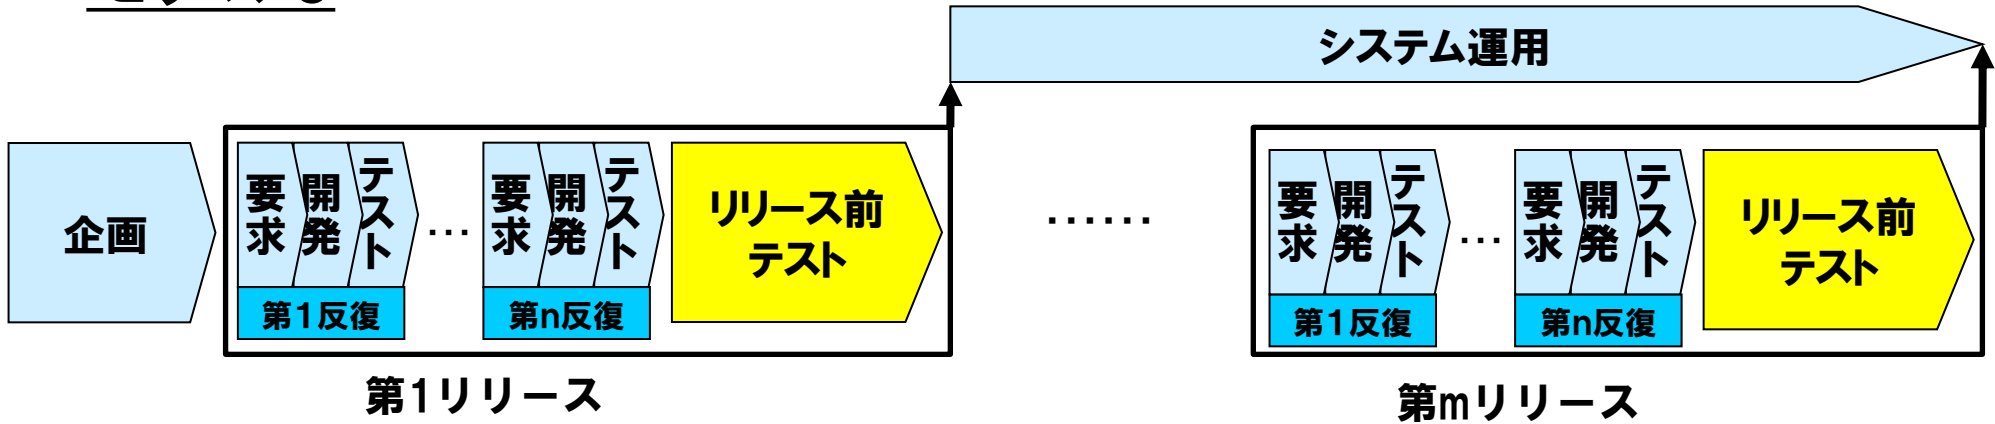 システム運用
企画
要求
開発
テスト
第1反復
…
要求
開発
テスト
第n反復
リリース前
テスト
第1リリース
……
要求
開発
テスト
第1反復
…
要求
開発
テスト
第n反復
リリース前
テスト
第mリリース